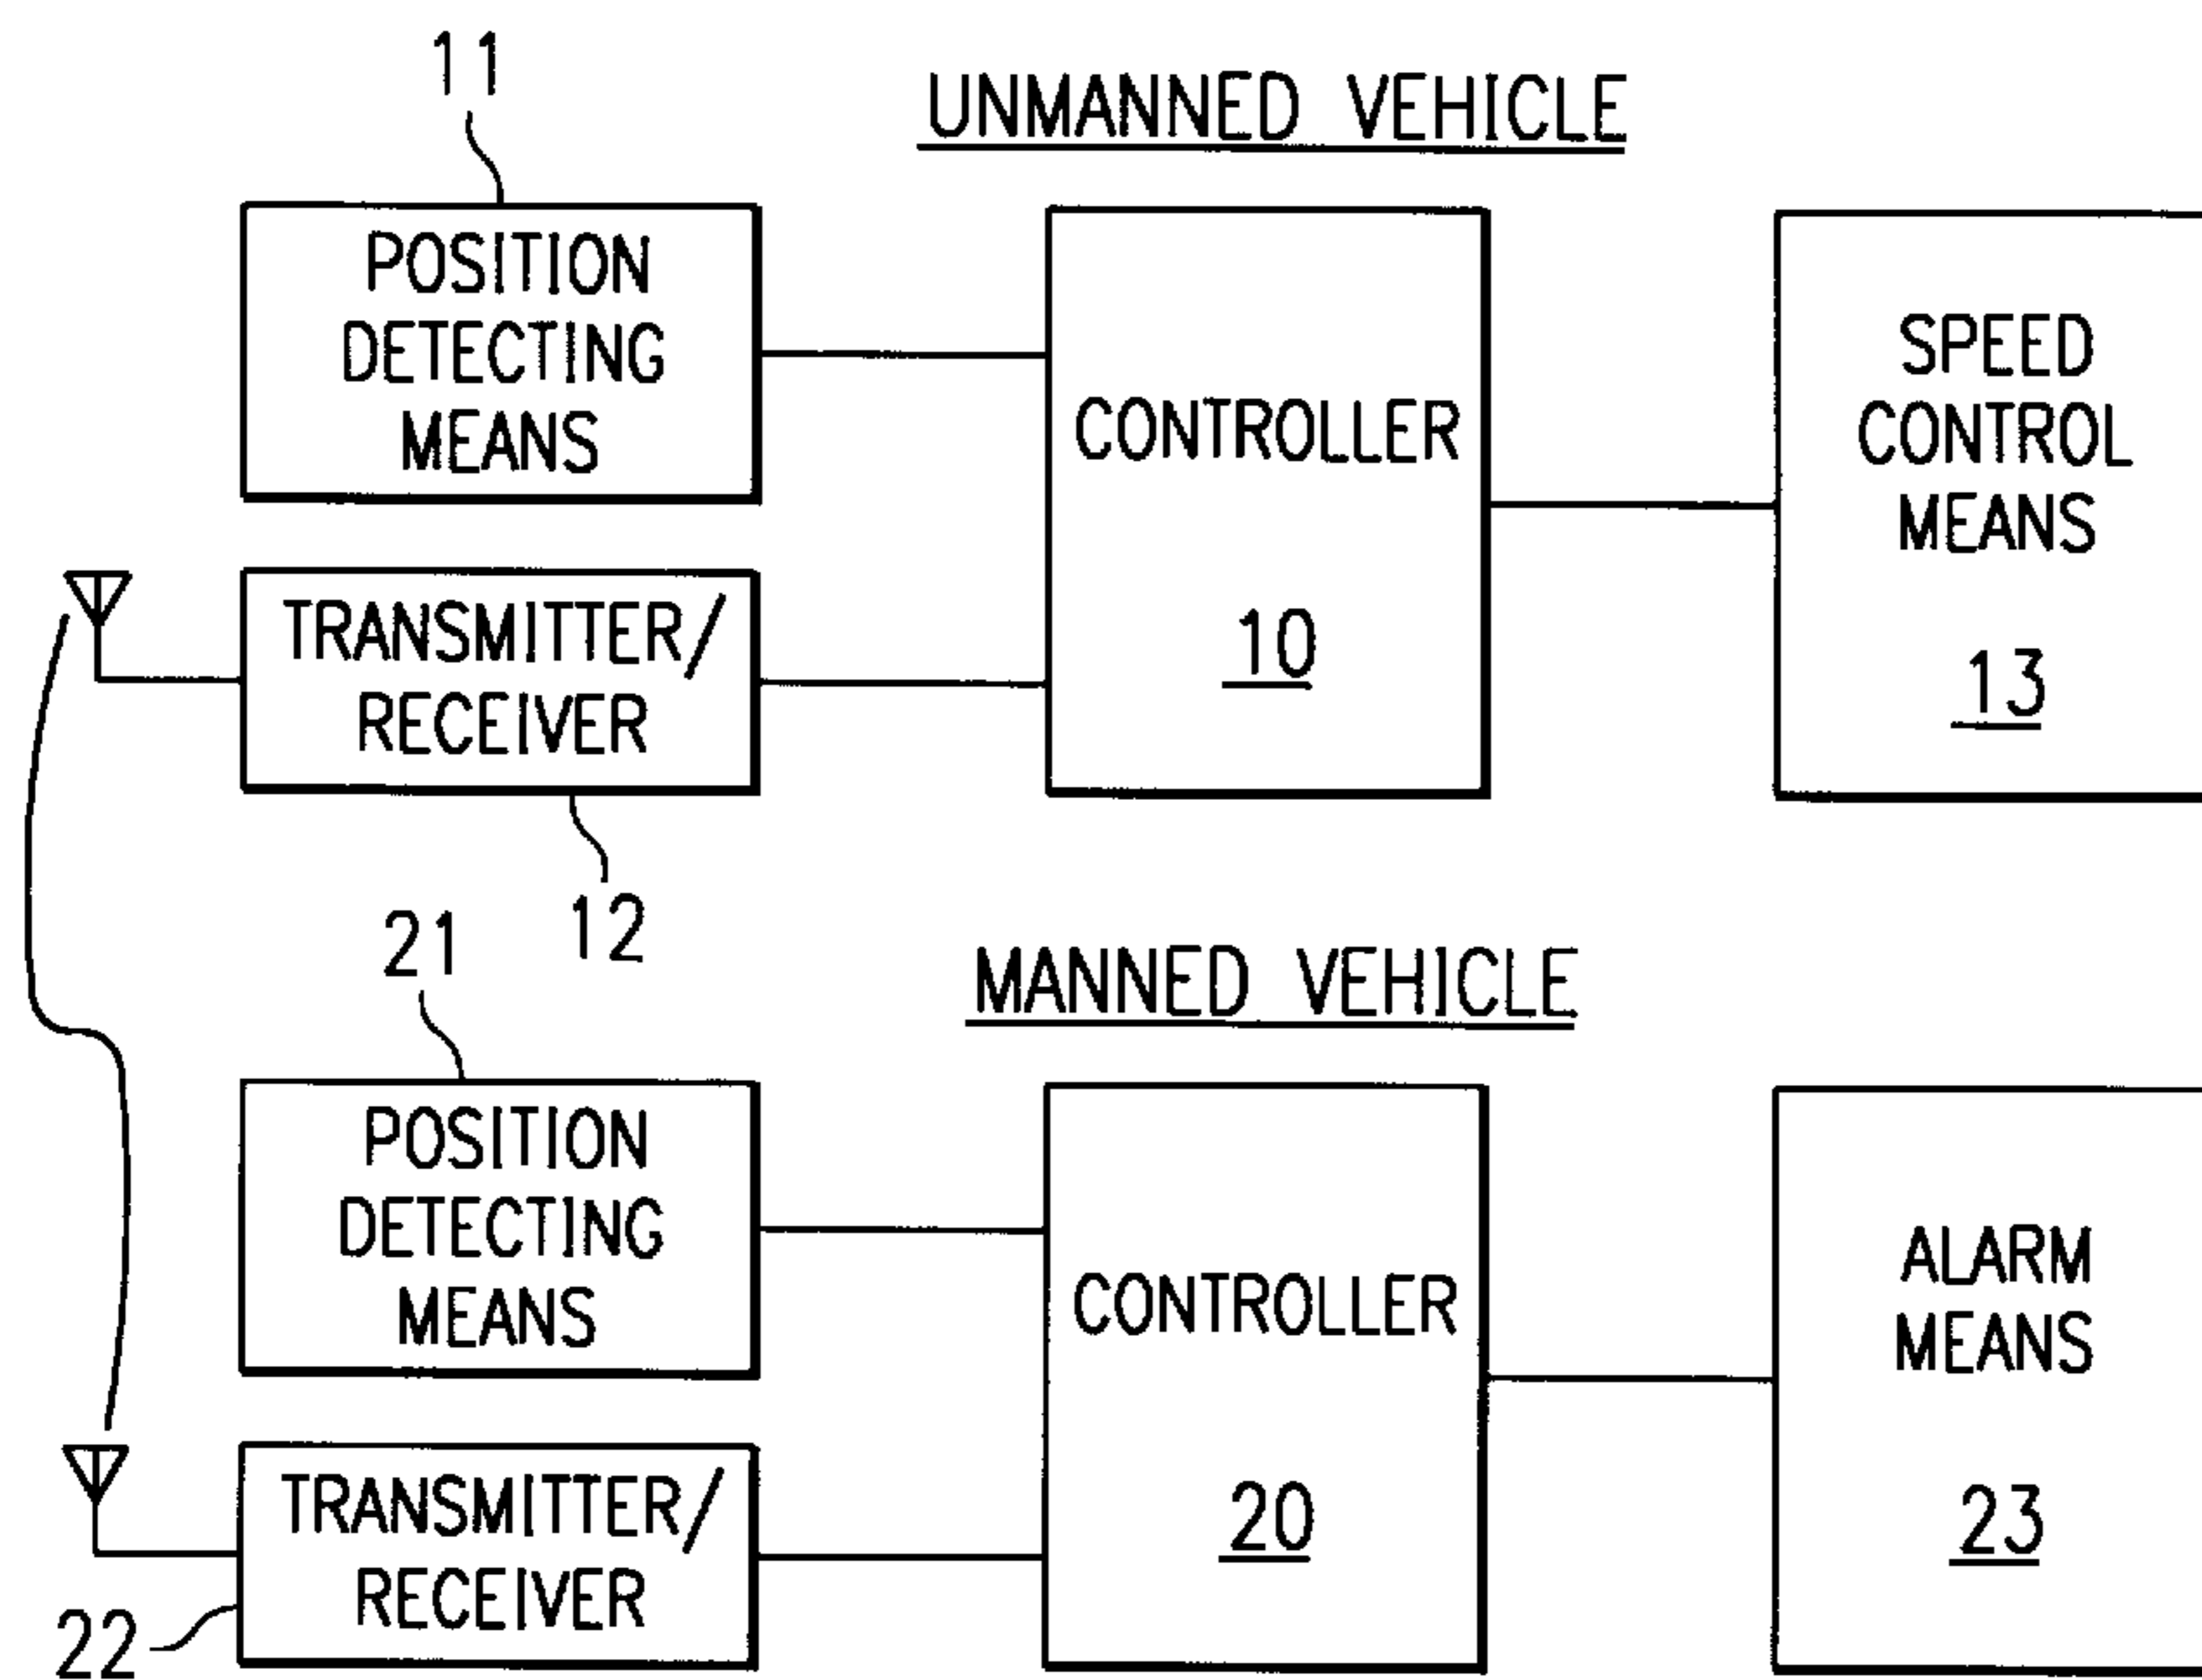 11
UNMANNED VEHICLE
POSITION
DETECTING
MEANS
CONTROLLER
10
SPEED
CONTROL
MEANS
13
TRANSMITTER/
RECEIVER
12
21
MANNED VEHICLE
POSITION
DETECTING
MEANS
CONTROLLER
20
ALARM
MEANS
23
TRANSMITTER/
RECEIVER
22